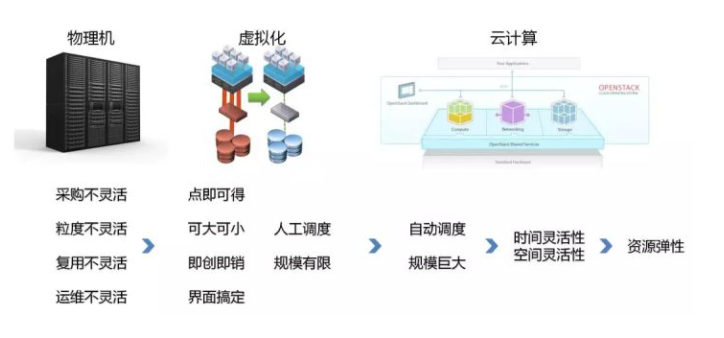 物理机
虚拟化
云计算
Your Applications
OPENSTACK
CLOUD OPERATING SYSTEM
OpenStack Dashboard
Compute
Networking
Storage
OpenStack Shared Services
Standard Hardware
采购不灵活
粒度不灵活
复用不灵活
运维不灵活
点即可得
可大可小
即创即销
界面搞定
人工调度
规模有限
自动调度
规模巨大
时间灵活性
空间灵活性
资源弹性